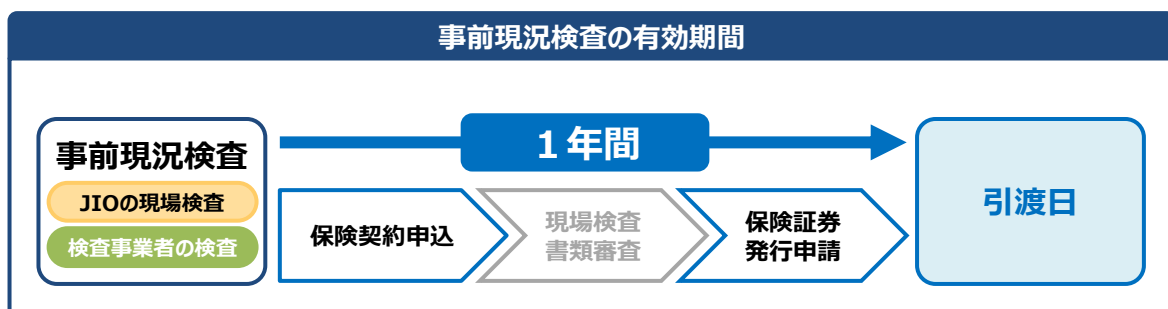 事前現況検査の有効期間
事前現況検査
JIOの現場検査
検査事業者の検査
１年間
保険契約申込
現場検査
書類審査
保険証券
発行申請
引渡日